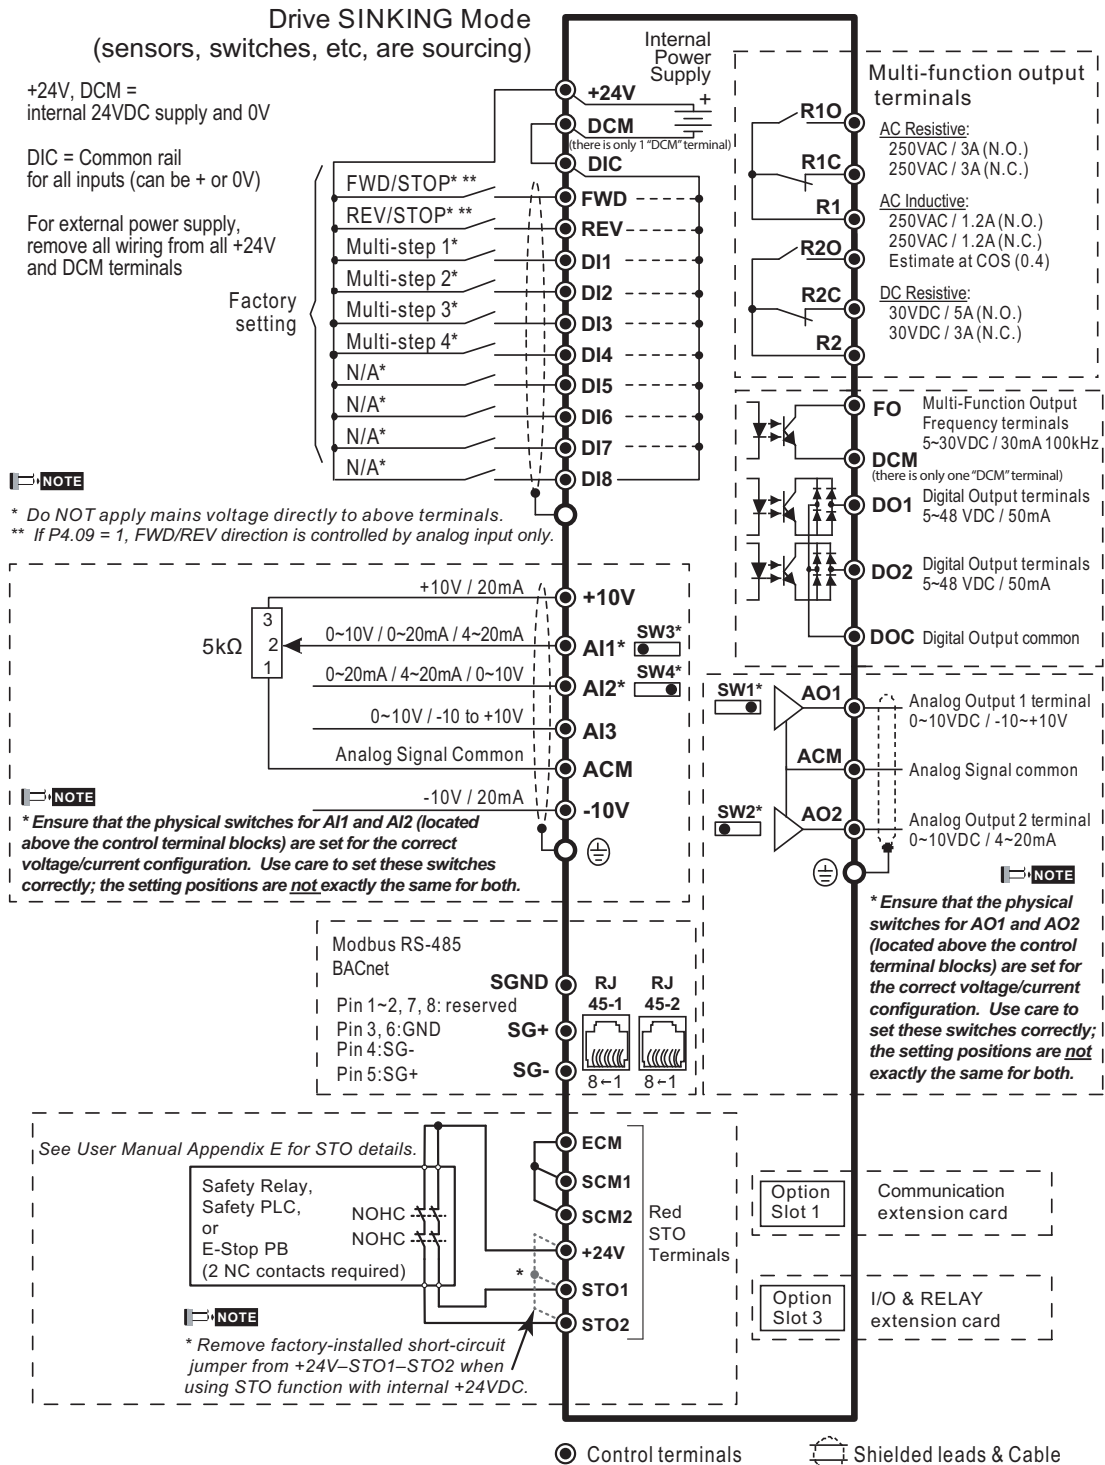 Drive SINKING Mode
(sensors, switches, etc, are sourcing)
+24V, DCM =
internal 24VDC supply and 0V
DIC = Common rail
for all inputs (can be + or 0V)
For external power supply,
remove all wiring from all +24V
and DCM terminals
Factory
setting
FWD/STOP* **
REV/STOP* **
Multi-step 1*
Multi-step 2*
Multi-step 3*
Multi-step 4*
N/A*
N/A*
N/A*
N/A*
Internal
Power
Supply
+
+24V
DCM
(there is only 1 "DCM" terminal)
DIC
FWD
REV
DI1
DI2
DI3
DI4
DI5
DI6
DI7
DI8
NOTE
* Do NOT apply mains voltage directly to above terminals.
** If P4.09 = 1, FWD/REV direction is controlled by analog input only.
Multi-function output
terminals
R1O
R1C
R1
R2O
R2C
R2
AC Resistive:
250VAC / 3A (N.O.)
250VAC / 3A (N.C.)
AC Inductive:
250VAC / 1.2A (N.O.)
250VAC / 1.2A (N.C.)
Estimate at COS (0.4)
DC Resistive:
30VDC / 5A (N.O.)
30VDC / 3A (N.C.)
FO
Multi-Function Output
Frequency terminals
5~30VDC / 30mA 100kHz
DCM
(there is only one "DCM" terminal)
DO1
Digital Output terminals
5~48 VDC / 50mA
DO2
Digital Output terminals
5~48 VDC / 50mA
DOC Digital Output common
5kΩ
3
2
1
+10V / 20mA
0~10V / 0~20mA / 4~20mA
0~20mA / 4~20mA / 0~10V
0~10V / -10 to +10V
Analog Signal Common
-10V / 20mA
+10V
AI1*
SW3*
AI2*
SW4*
AI3
ACM
-10V
NOTE
* Ensure that the physical switches for AI1 and AI2 (located
above the control terminal blocks) are set for the correct
voltage/current configuration. Use care to set these switches
correctly; the setting positions are not exactly the same for both.
SW1*
AO1
Analog Output 1 terminal
0~10VDC / -10~+10V
ACM
Analog Signal common
SW2*
AO2
Analog Output 2 terminal
0~10VDC / 4~20mA
NOTE
* Ensure that the physical
switches for AO1 and AO2
(located above the control
terminal blocks) are set for
the correct voltage/current
configuration. Use care to
set these switches correctly;
the setting positions are not
exactly the same for both.
Modbus RS-485
BACnet
Pin 1~2, 7, 8: reserved
Pin 3, 6:GND
Pin 4:SG-
Pin 5:SG+
SGND
SG+
SG-
RJ
45-1
RJ
45-2
8←1
8←1
See User Manual Appendix E for STO details.
Safety Relay,
Safety PLC,
or
E-Stop PB
(2 NC contacts required)
NOHC
NOHC
*
ECM
SCM1
SCM2
+24V
STO1
STO2
Red
STO
Terminals
NOTE
* Remove factory-installed short-circuit
jumper from +24V–STO1–STO2 when
using STO function with internal +24VDC.
Option
Slot 1
Communication
extension card
Option
Slot 3
I/O & RELAY
extension card
Control terminals
Shielded leads & Cable